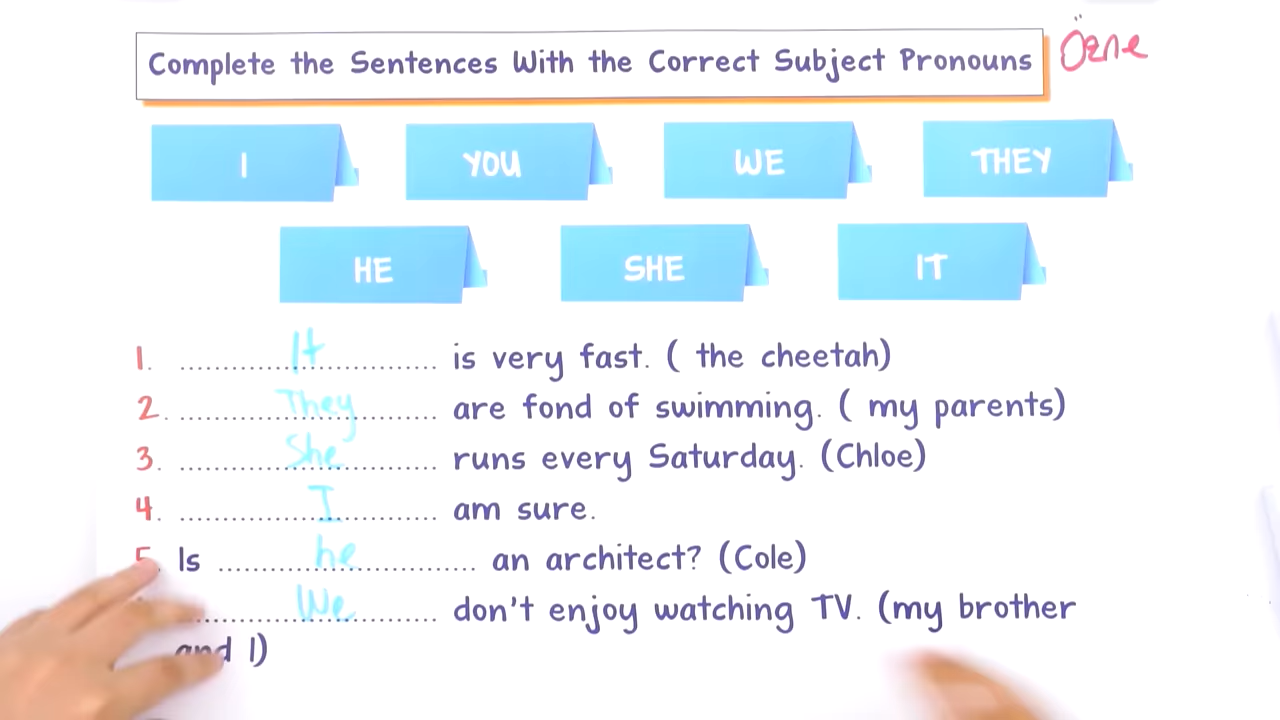 Complete the Sentences With the Correct Subject Pronouns Özne
I YOU WE THEY
HE SHE IT
1. It is very fast. ( the cheetah)
2. They are fond of swimming. ( my parents)
3. She runs every Saturday. (Chloe)
4. I am sure.
5. Is he an architect? (Cole)
We don't enjoy watching TV. (my brother
and I)